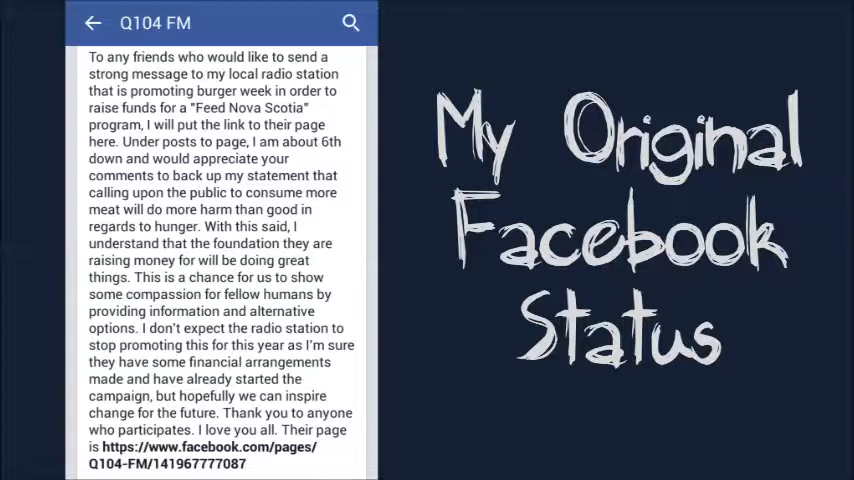 Q104 FM
To any friends who would like to send a
strong message to my local radio station
that is promoting burger week in order to
raise funds for a "Feed Nova Scotia"
program, I will put the link to their page
here. Under posts to page, I am about 6th
down and would appreciate your
comments to back up my statement that
calling upon the public to consume more
meat will do more harm than good in
regards to hunger. With this said, I
understand that the foundation they are
raising money for will be doing great
things. This is a chance for us to show
some compassion for fellow humans by
providing information and alternative
options. I don't expect the radio station to
stop promoting this for this year as I'm sure
they have some financial arrangements
made and have already started the
campaign, but hopefully we can inspire
change for the future. Thank you to anyone
who participates. I love you all. Their page
is https://www.facebook.com/pages/
Q104-FM/141967777087
My Original
Facebook
Status